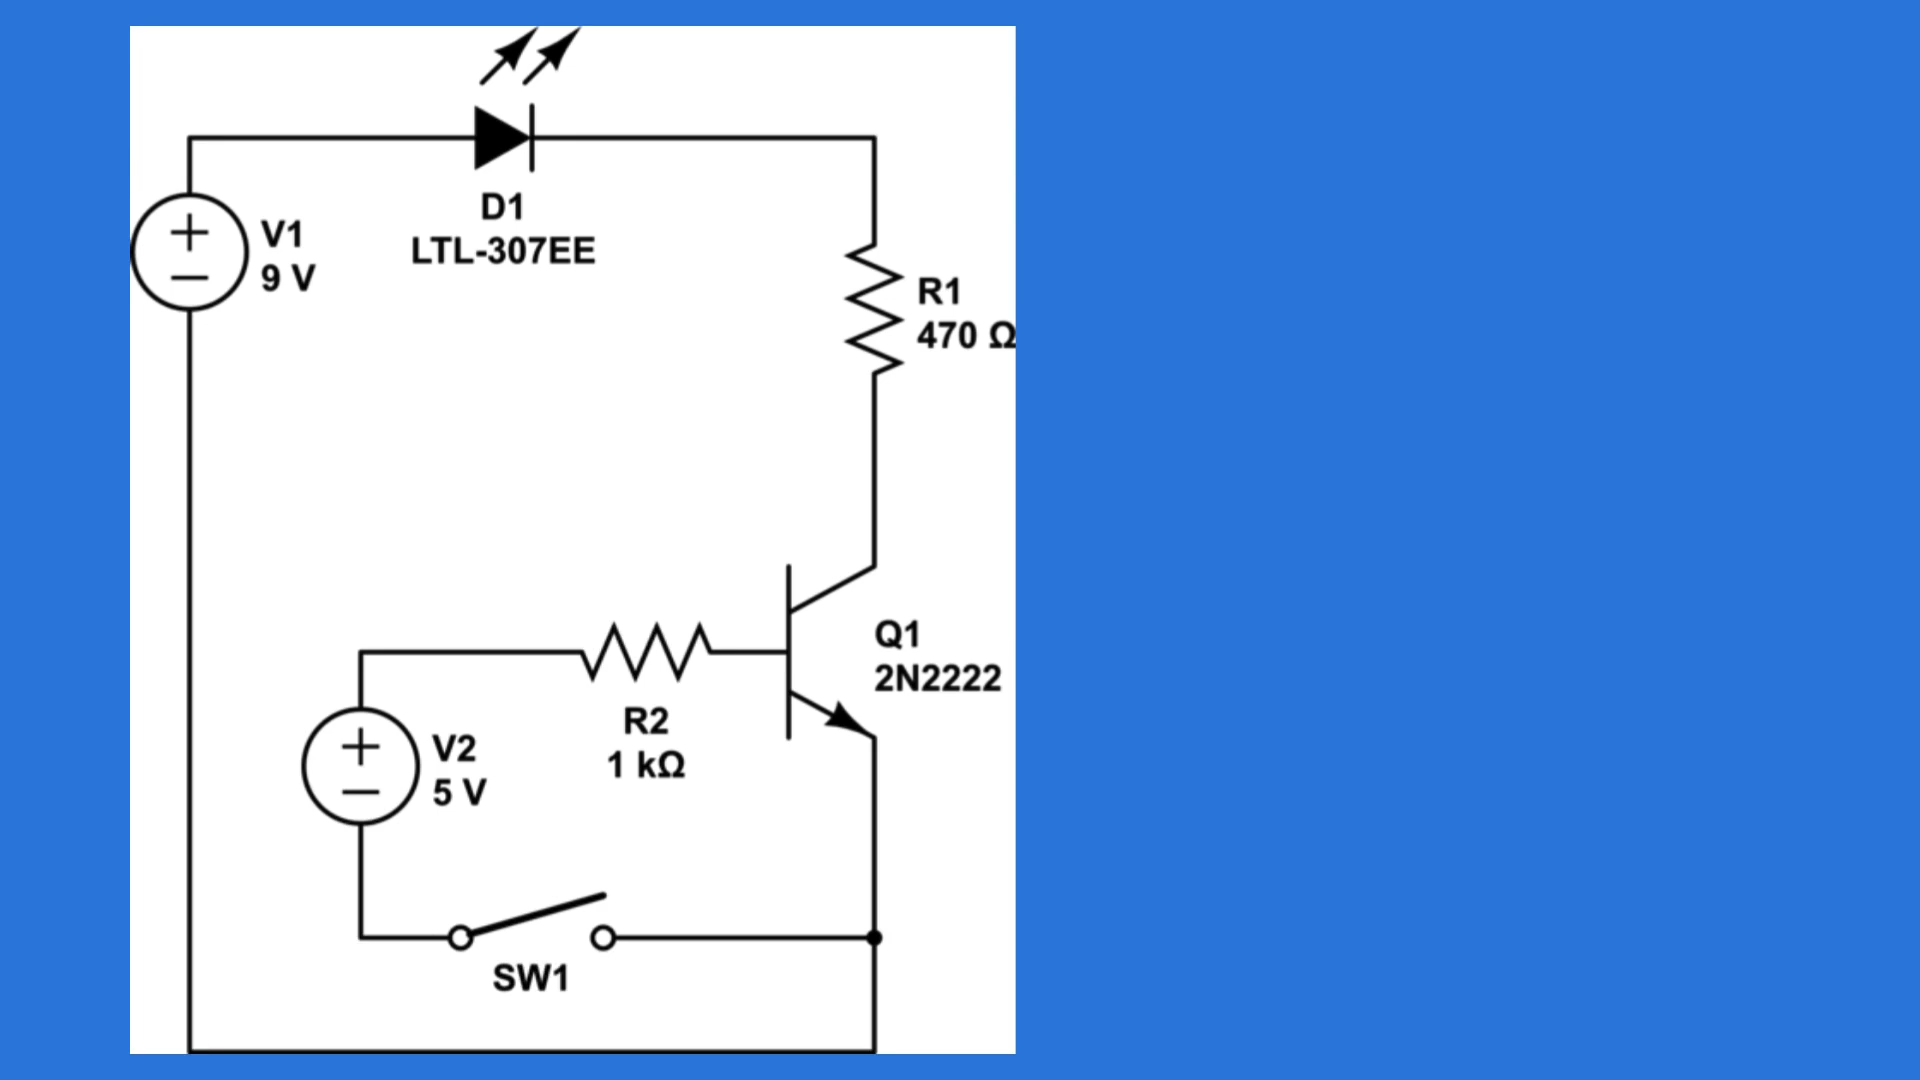 D1
LTL-307EE
V1
9 V
R1
470 Ω
Q1
2N2222
R2
1 kΩ
V2
5 V
SW1